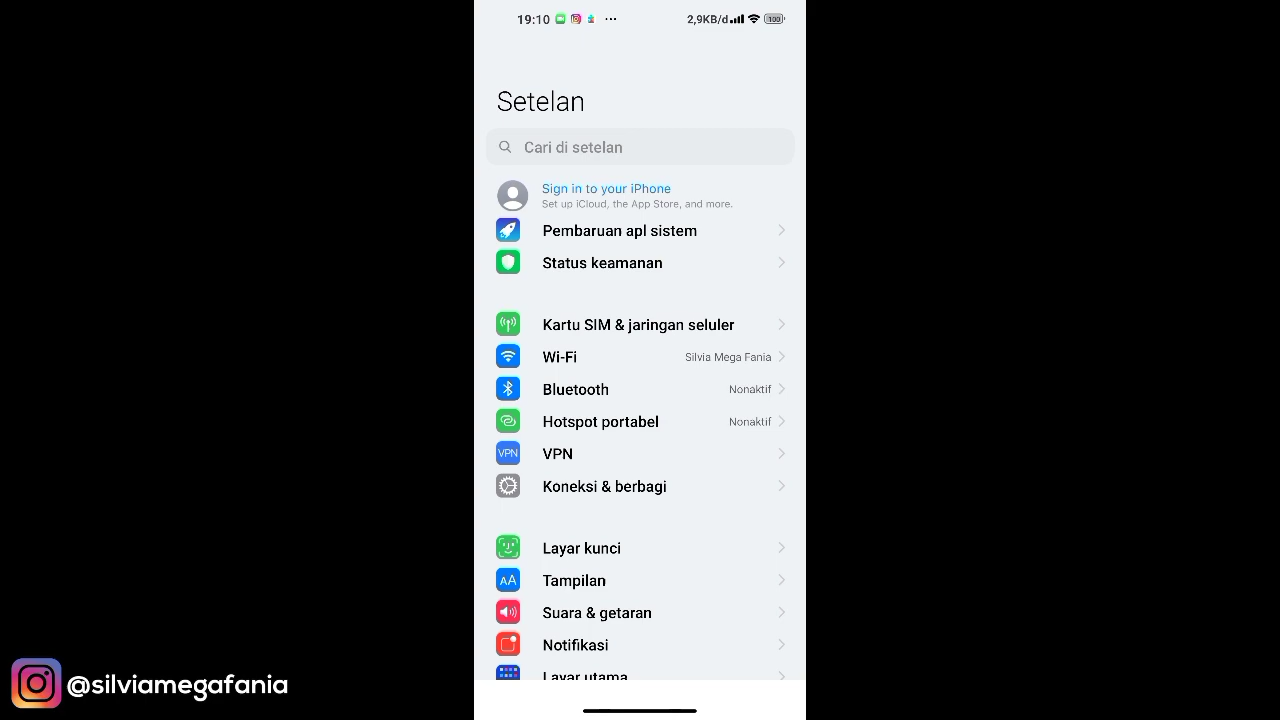 19:10 ... 2,9KB/d 100
Setelan
Cari di setelan
Sign in to your iPhone
Set up iCloud, the App Store, and more.
Pembaruan apl sistem
Status keamanan
Kartu SIM & jaringan seluler
Wi-Fi Silvia Mega Fania
Bluetooth Nonaktif
Hotspot portabel Nonaktif
VPN VPN
Koneksi & berbagi
Layar kunci
AA Tampilan
Suara & getaran
Notifikasi
Layar utama
@silviamegafania